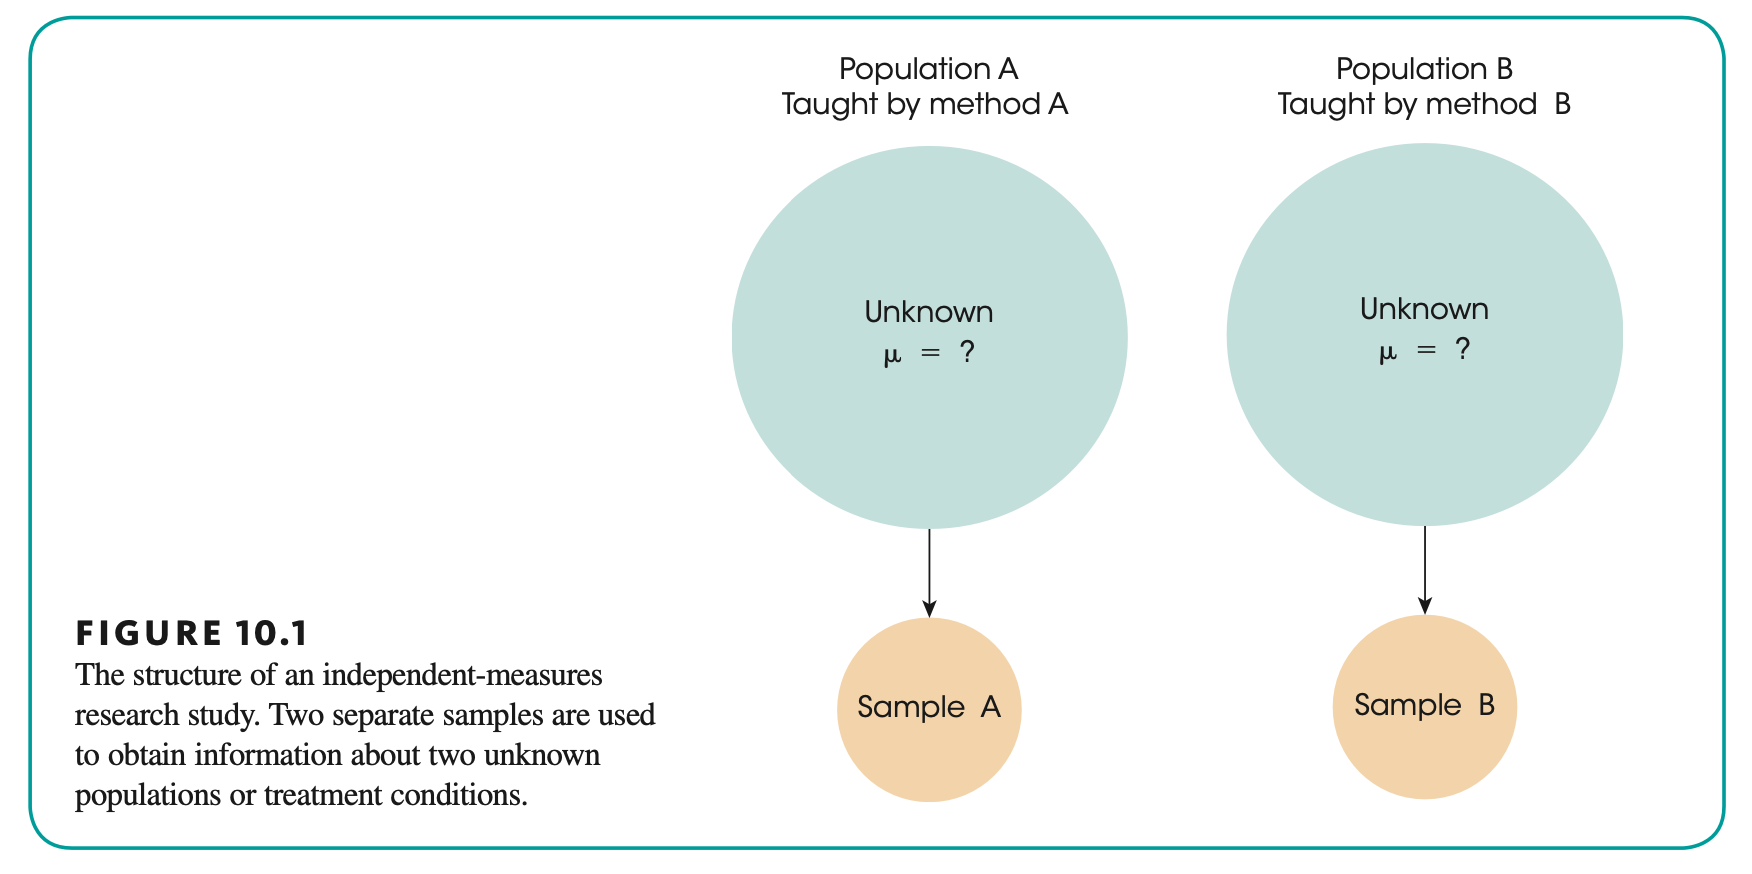 Population A
Taught by method A
Population B
Taught by method B
Unknown
μ = ?
Unknown
μ = ?
Sample A
Sample B
FIGURE 10.1
The structure of an independent-measures
research study. Two separate samples are used
to obtain information about two unknown
populations or treatment conditions.